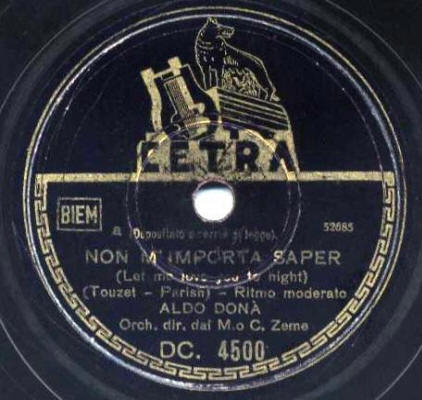 CETRA
BIEM
a (Depositato a termini di legge).
52685
NON M'IMPORTA SAPER
(Let me love you to night)
(Touzet - Parish) - Ritmo moderato
ALDO DONÀ
Orch. dir. dal M.o C. Zeme
DC. 4500